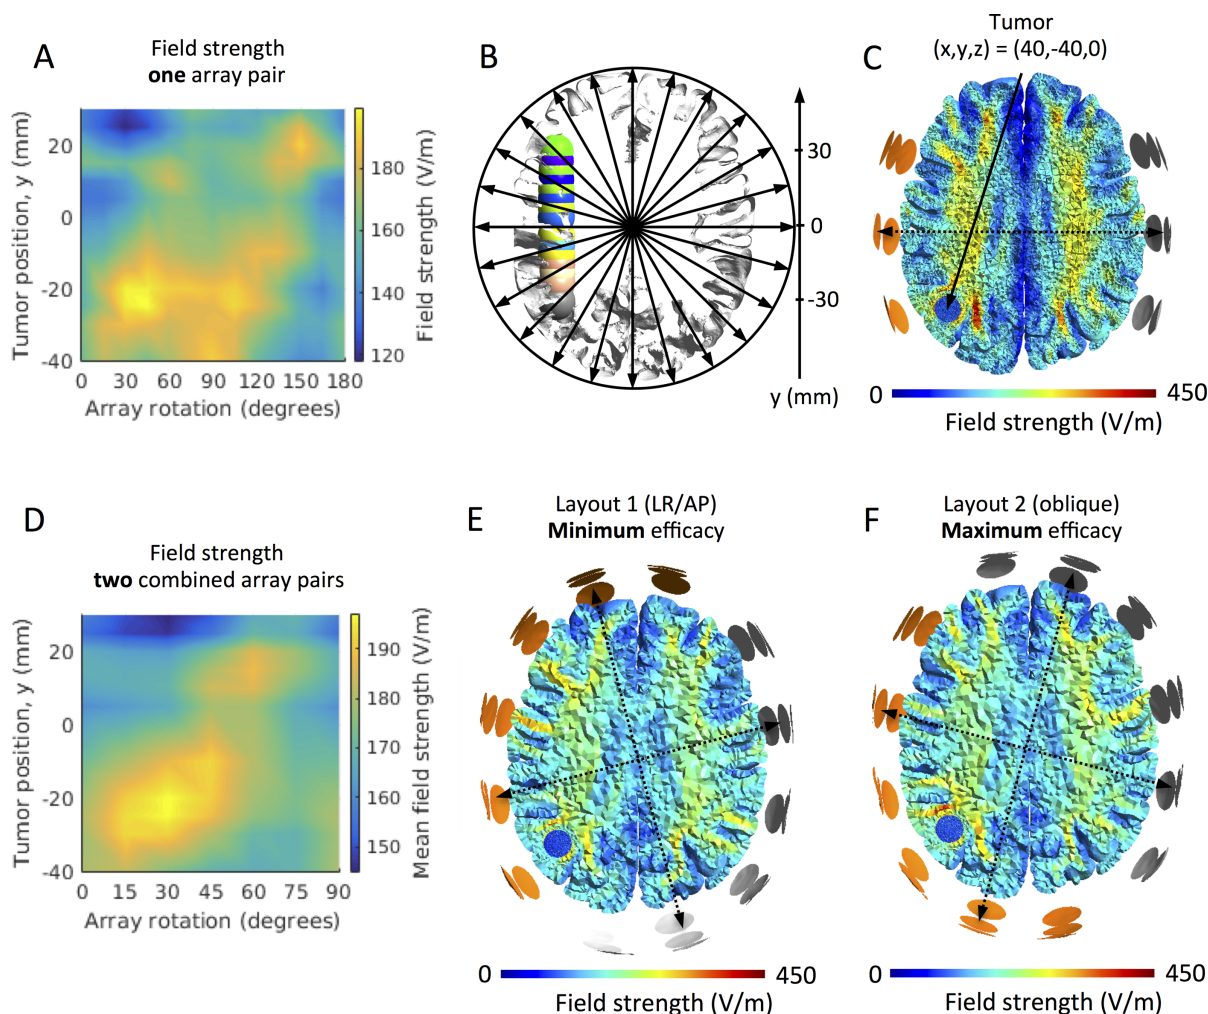 A
Field strength
one array pair
Tumor position, y (mm)
20
0
-20
-40
0 30 60 90 120 150 180
Array rotation (degrees)
180
160
140
120
Field strength (V/m)
B
30
0
-30
y (mm)
C
Tumor
(x,y,z) = (40,-40,0)
0 450
Field strength (V/m)
D
Field strength
two combined array pairs
Tumor position, y (mm)
20
0
-20
-40
0 15 30 45 60 75 90
Array rotation (degrees)
190
180
170
160
150
Mean field strength (V/m)
E
Layout 1 (LR/AP)
Minimum efficacy
0 450
Field strength (V/m)
F
Layout 2 (oblique)
Maximum efficacy
0 450
Field strength (V/m)